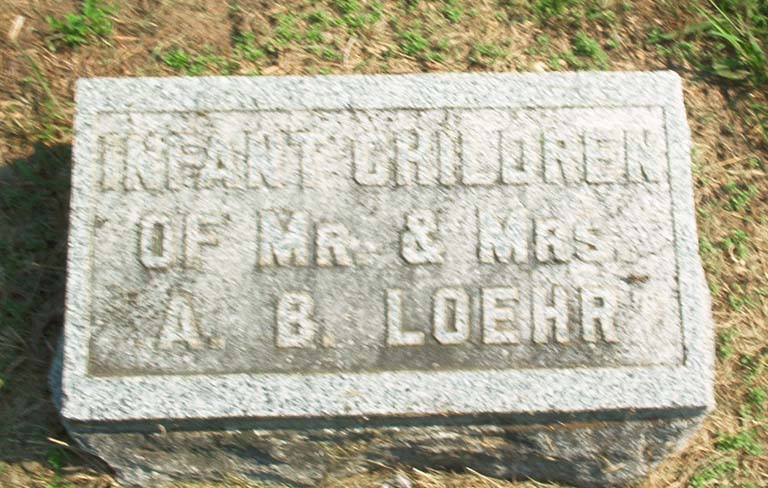 INFANT CHILDREN
OF MR. & MRS.
A. B. LOEHR